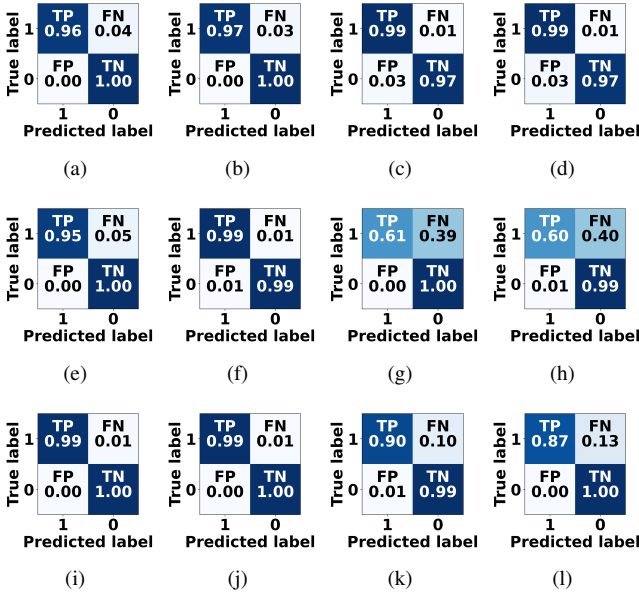 True label
1
TP
0.96
FN
0.04
0
FP
0.00
TN
1.00
1 0
Predicted label
(a)
True label
1
TP
0.97
FN
0.03
0
FP
0.00
TN
1.00
1 0
Predicted label
(b)
True label
1
TP
0.99
FN
0.01
0
FP
0.03
TN
0.97
1 0
Predicted label
(c)
True label
1
TP
0.99
FN
0.01
0
FP
0.03
TN
0.97
1 0
Predicted label
(d)
True label
1
TP
0.95
FN
0.05
0
FP
0.00
TN
1.00
1 0
Predicted label
(e)
True label
1
TP
0.99
FN
0.01
0
FP
0.01
TN
0.99
1 0
Predicted label
(f)
True label
1
TP
0.61
FN
0.39
0
FP
0.00
TN
1.00
1 0
Predicted label
(g)
True label
1
TP
0.60
FN
0.40
0
FP
0.01
TN
0.99
1 0
Predicted label
(h)
True label
1
TP
0.99
FN
0.01
0
FP
0.00
TN
1.00
1 0
Predicted label
(i)
True label
1
TP
0.99
FN
0.01
0
FP
0.00
TN
1.00
1 0
Predicted label
(j)
True label
1
TP
0.90
FN
0.10
0
FP
0.01
TN
0.99
1 0
Predicted label
(k)
True label
1
TP
0.87
FN
0.13
0
FP
0.00
TN
1.00
1 0
Predicted label
(l)